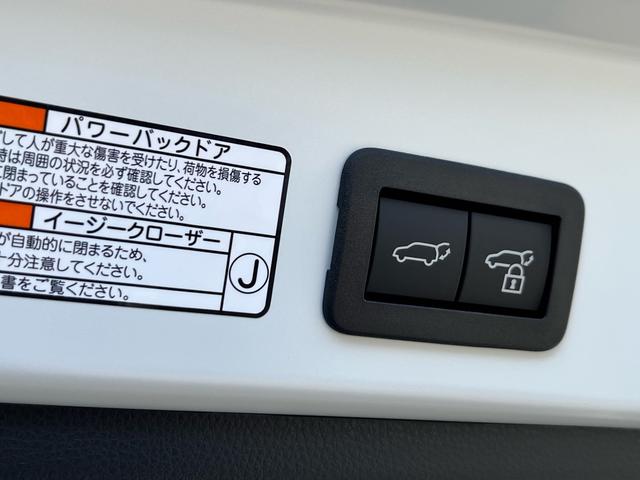 パワーバックドア
して人が重大な傷害を受けたり、荷物を損傷する
時は周囲の状況を必ず確認してください。
に閉まっていることを確認してください。
ドアの操作をさせないでください。
イージークローザー
が自動的に閉まるため、
十分注意してください。
書をご覧ください。
J